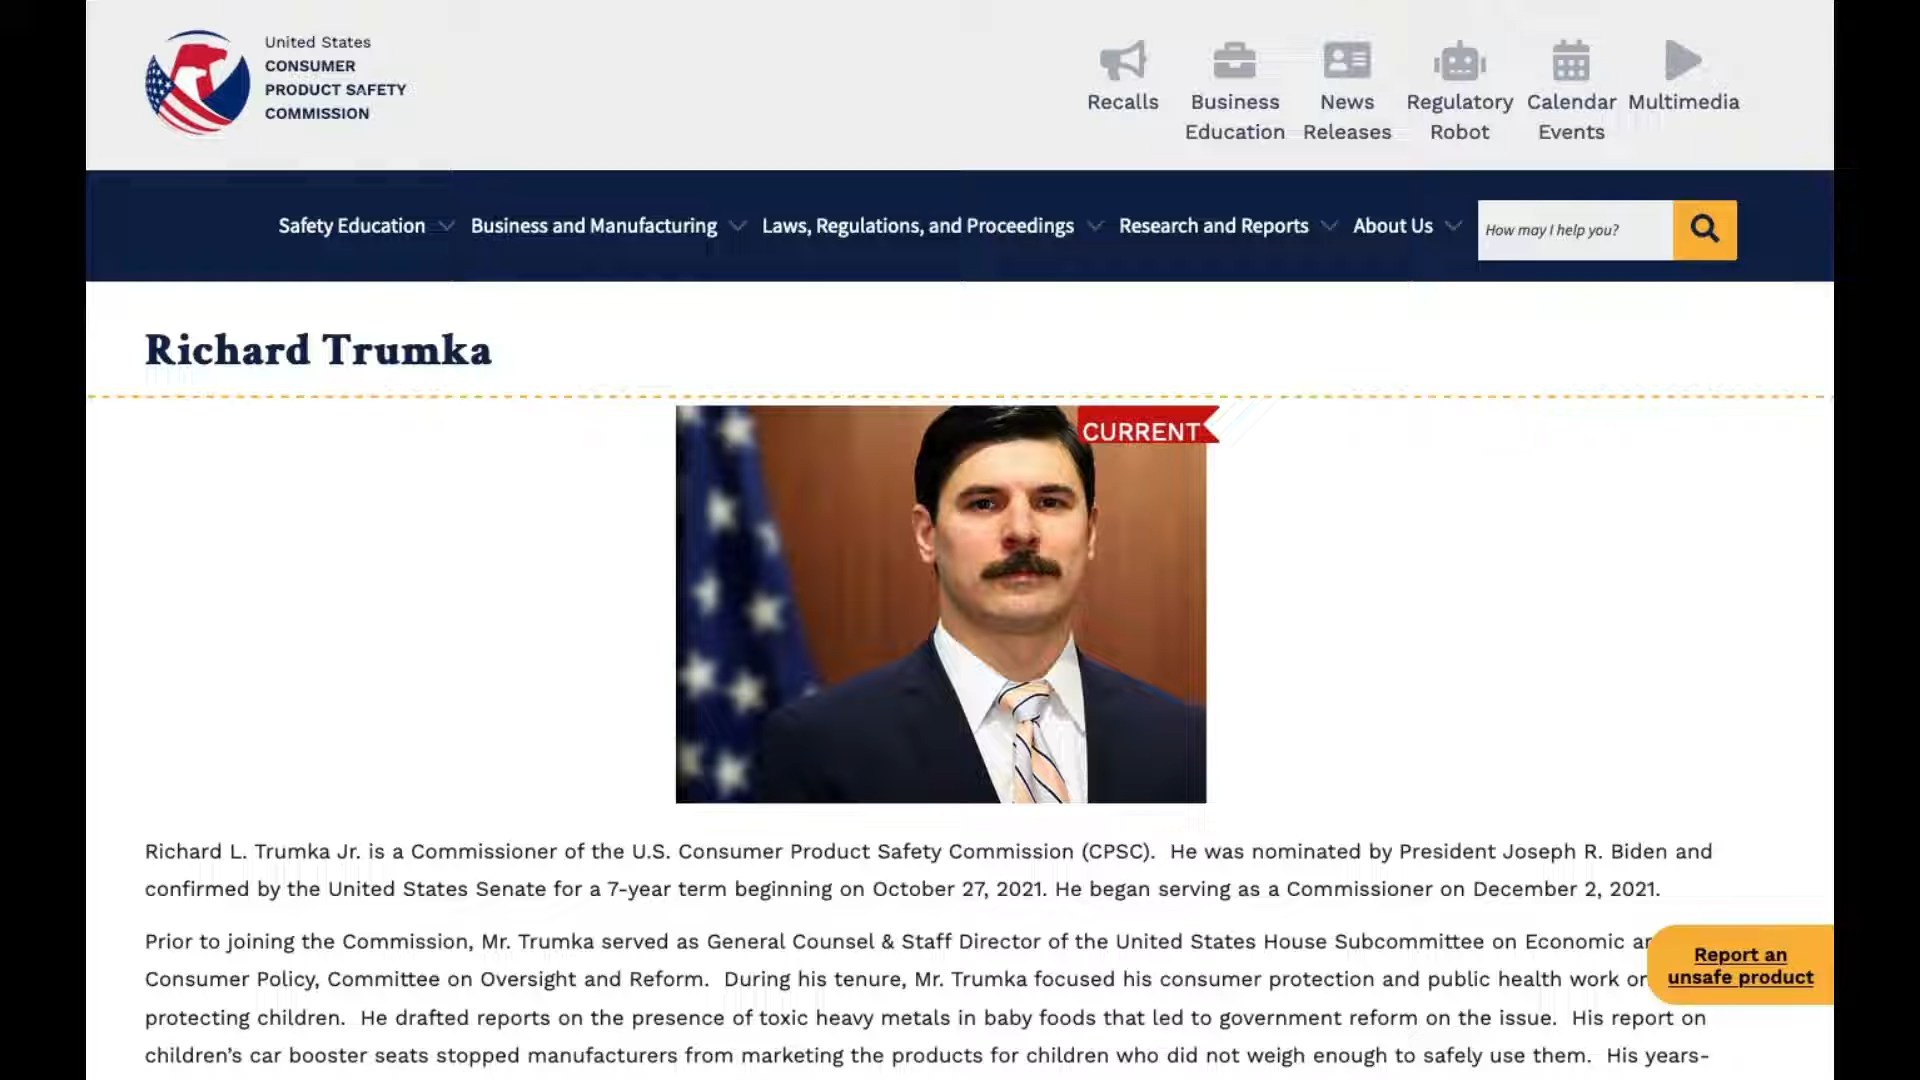 United States
CONSUMER
PRODUCT SAFETY
COMMISSION
Recalls
Business
Education
News
Releases
Regulatory
Robot
Calendar
Events
Multimedia
Safety Education
Business and Manufacturing
Laws, Regulations, and Proceedings
Research and Reports
About Us
How may I help you?
Richard Trumka
CURRENT
Richard L. Trumka Jr. is a Commissioner of the U.S. Consumer Product Safety Commission (CPSC). He was nominated by President Joseph R. Biden and
confirmed by the United States Senate for a 7-year term beginning on October 27, 2021. He began serving as a Commissioner on December 2, 2021.
Prior to joining the Commission, Mr. Trumka served as General Counsel & Staff Director of the United States House Subcommittee on Economic
Consumer Policy, Committee on Oversight and Reform. During his tenure, Mr. Trumka focused his consumer protection and public health work
protecting children. He drafted reports on the presence of toxic heavy metals in baby foods that led to government reform on the issue. His report on
children's car booster seats stopped manufacturers from marketing the products for children who did not weigh enough to safely use them. His years-
Report an
unsafe product